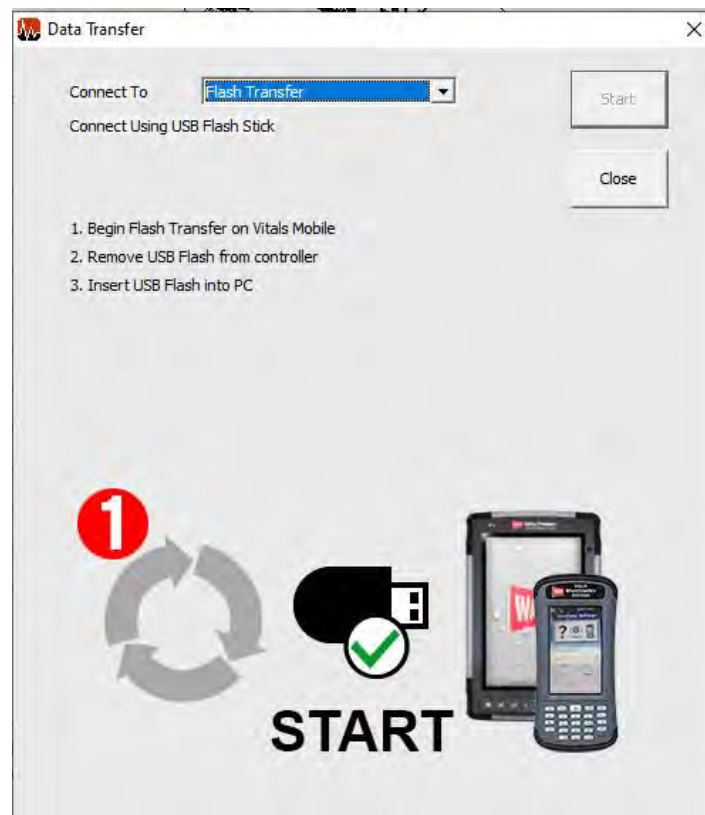 Data Transfer
Connect To
Flash Transfer
Start
Connect Using USB Flash Stick
Close
1. Begin Flash Transfer on Vitals Mobile
2. Remove USB Flash from controller
3. Insert USB Flash into PC
1
START